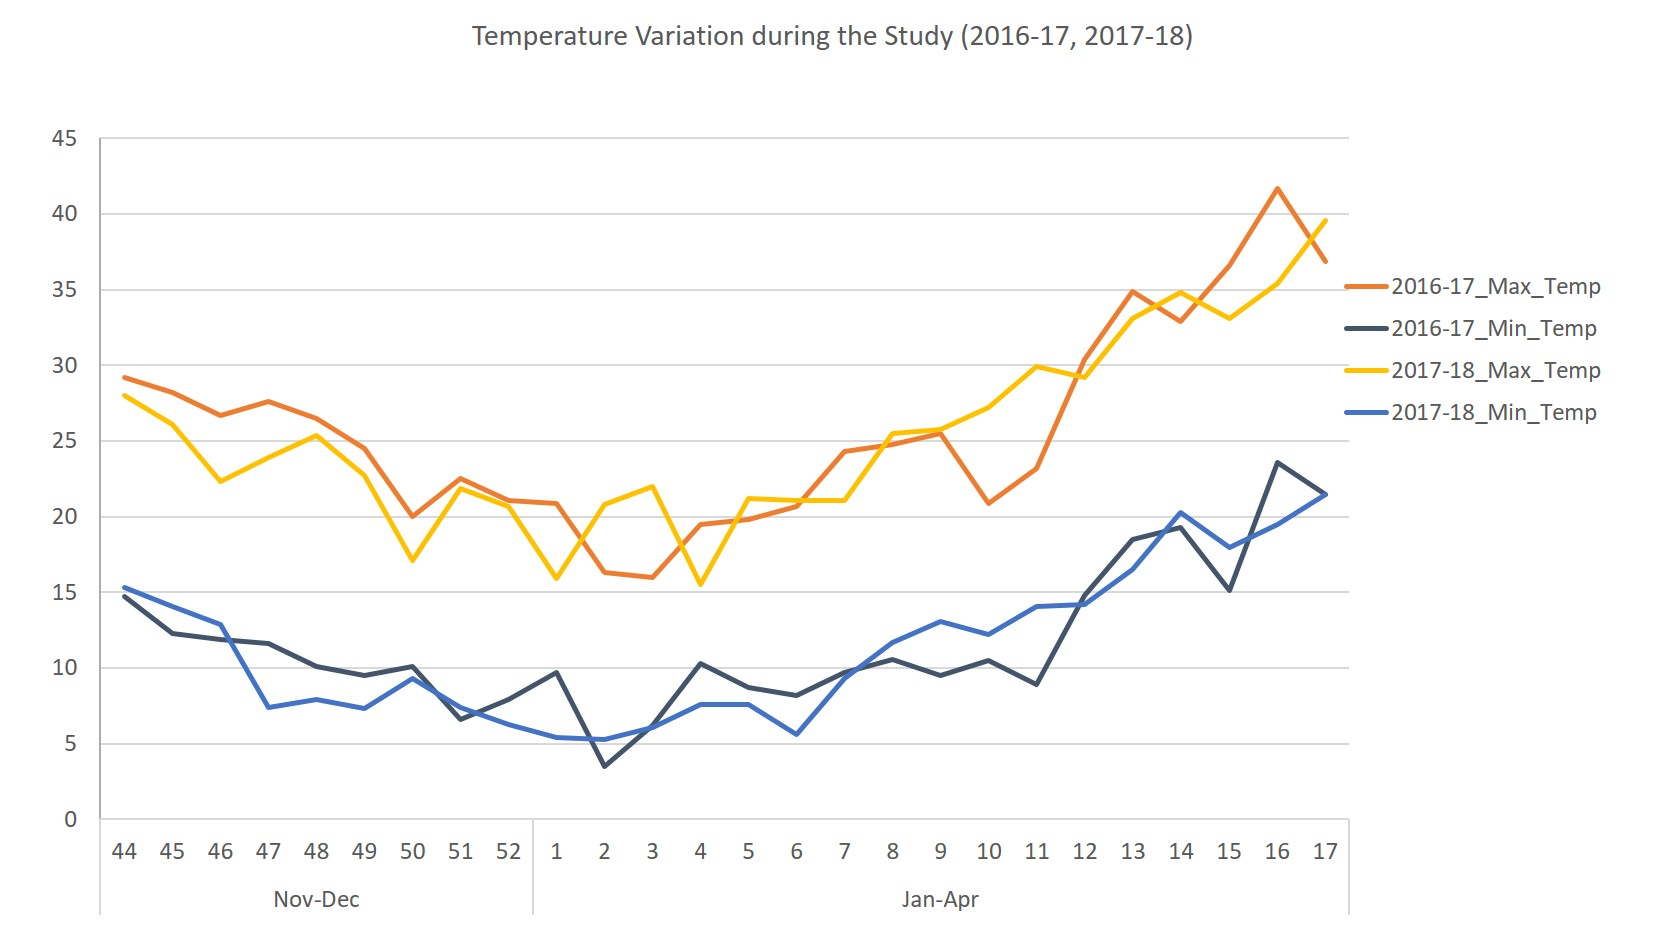 Temperature Variation during the Study (2016-17, 2017-18)
45
40
35
30
25
20
15
10
5
0
2016-17_Max_Temp
2016-17_Min_Temp
2017-18_Max_Temp
2017-18_Min_Temp
44 45 46 47 48 49 50 51 52 1 2 3 4 5 6 7 8 9 10 11 12 13 14 15 16 17
Nov-Dec Jan-Apr